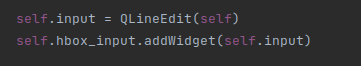 self.input = QLineEdit(self)
self.hbox_input.addWidget(self.input)